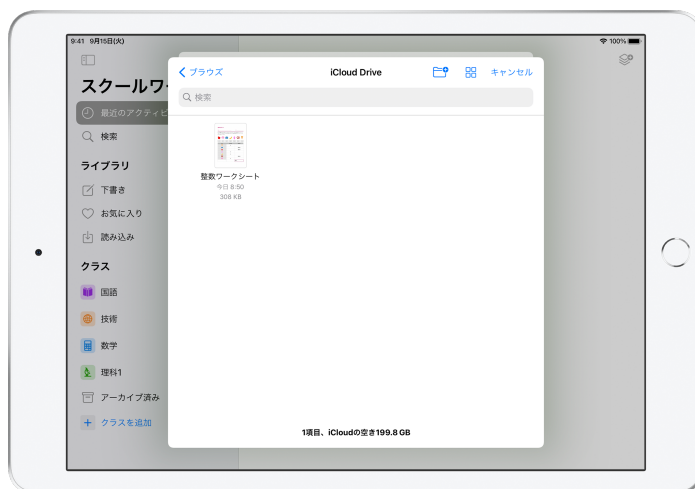 9:41 9月15日(火)
100%
スクールワ
最近のアクティビ
検索
ライブラリ
下書き
お気に入り
読み込み
クラス
国語
技術
数学
理科1
アーカイブ済み
クラスを追加
ブラウズ
iCloud Drive
キャンセル
検索
整数ワークシート
今日 8:50
308 KB
1項目、iCloudの空き199.8 GB